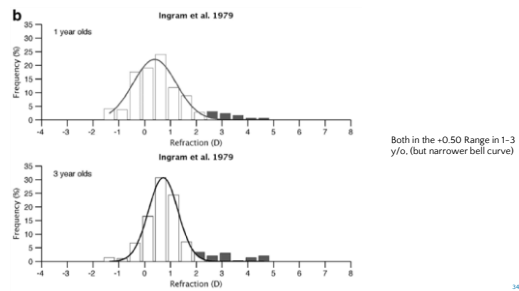 b
Ingram et al. 1979
1 year olds
35
30
25
20
15
10
5
0
Frequency (%)
-4 -3 -2 -1 0 1 2 3 4 5 6 7 8
Refraction (D)
Both in the +0.50 Range in 1-3
y/o. (but narrower bell curve)
Ingram et al. 1979
3 year olds
35
30
25
20
15
10
5
0
Frequency (%)
-4 -3 -2 -1 0 1 2 3 4 5 6 7 8
Refraction (D)
34